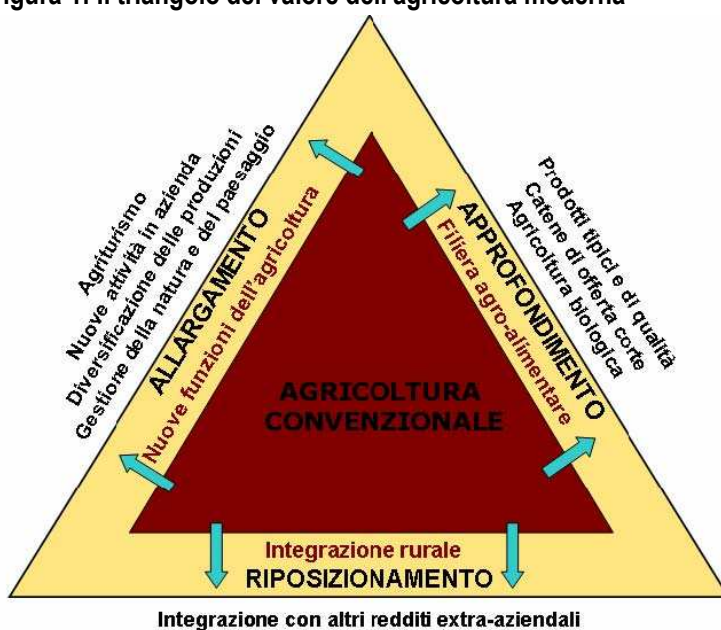 Figura 1. Il triangolo del valore dell'agricoltura moderna
Agriturismo
Nuove attività in azienda
Diversificazione delle produzioni
Gestione della natura e del paesaggio
ALLARGAMENTO
Nuove funzioni dell'agricoltura
Prodotti tipici e di qualità
Catene di offerta corte
Agricoltura biologica
APPROFONDIMENTO
Filiera agro-alimentare
AGRICOLTURA
CONVENZIONALE
Integrazione rurale
RIPOSIZIONAMENTO
Integrazione con altri redditi extra-aziendali